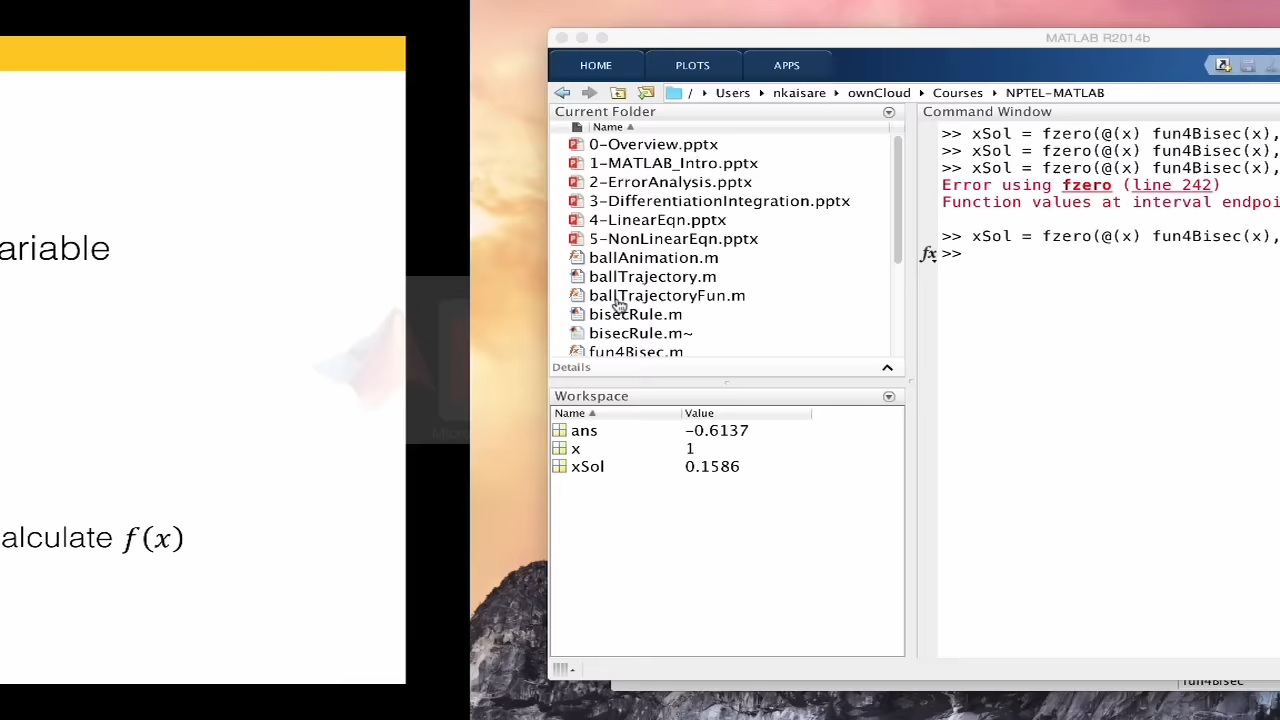 ariable
alculate f(x)
MATLAB R2014b
HOME PLOTS APPS
/ Users nkaisare ownCloud Courses NPTEL-MATLAB
Current Folder
Name
0-Overview.pptx
1-MATLAB_Intro.pptx
2-ErrorAnalysis.pptx
3-DifferentiationIntegration.pptx
4-LinearEqn.pptx
5-NonLinearEqn.pptx
ballAnimation.m
ballTrajectory.m
ballTrajectoryFun.m
bisecRule.m
bisecRule.m~
fun4Bisec.m
Details
Workspace
Name Value
ans -0.6137
x 1
xSol 0.1586
Command Window
>> xSol = fzero(@(x) fun4Bisec(x),
>> xSol = fzero(@(x) fun4Bisec(x),
>> xSol = fzero(@(x) fun4Bisec(x),
Error using fzero (line 242)
Function values at interval endpoi
>> xSol = fzero(@(x) fun4Bisec(x),
fx >>
fun4Bisec